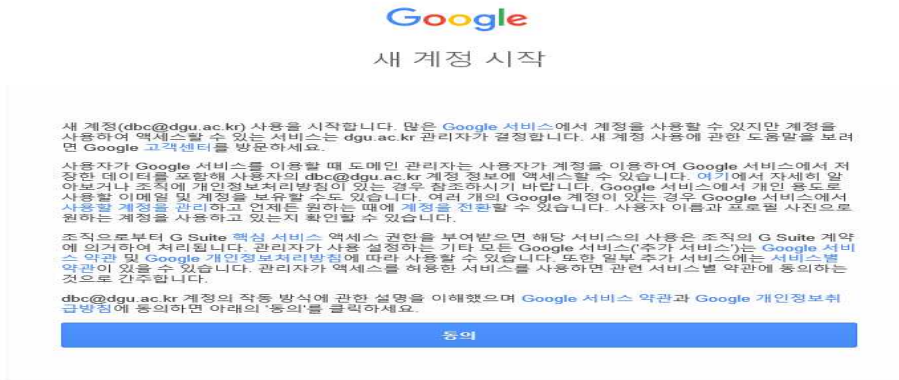 Google
새 계정 시작
새 계정(dbc@dgu.ac.kr) 사용을 시작합니다. 많은 Google 서비스에서 계정을 사용할 수 있지만 계정을
사용하여 액세스할 수 있는 서비스는 dgu.ac.kr 관리자가 결정합니다. 새 계정 사용에 관한 도움말을 보려
면 Google 고객센터를 방문하세요.
사용자가 Google 서비스를 이용할 때 도메인 관리자는 사용자가 계정을 이용하여 Google 서비스에서 저
장한 데이터를 포함해 사용자의 dbc@dgu.ac.kr 계정 정보에 액세스할 수 있습니다. 여기에서 자세히 알
아보거나 조직에 개인정보처리방침이 있는 경우 참조하시기 바랍니다. Google 서비스에서 개인 용도로
사용할 이메일 및 계정을 보유할 수도 있습니다. 여러 개의 Google 계정이 있는 경우 Google 서비스에서
사용할 계정을 관리하고 언제든 원하는 때에 계정을 전환할 수 있습니다. 사용자 이름과 프로필 사진으로
원하는 계정을 사용하고 있는지 확인할 수 있습니다.
조직으로부터 G Suite 핵심 서비스 액세스 권한을 부여받으면 해당 서비스의 사용은 조직의 G Suite 계약
에 의거하여 처리됩니다. 관리자가 사용 설정하는 기타 모든 Google 서비스('추가 서비스')는 Google 서비
스 약관 및 Google 개인정보처리방침에 따라 사용할 수 있습니다. 또한 일부 추가 서비스에는 서비스별
약관이 있을 수 있습니다. 관리자가 액세스를 허용한 서비스를 사용하면 관련 서비스별 약관에 동의하는
것으로 간주합니다.
dbc@dgu.ac.kr 계정의 작동 방식에 관한 설명을 이해했으며 Google 서비스 약관과 Google 개인정보취
급방침에 동의하면 아래의 '동의'를 클릭하세요.
동의